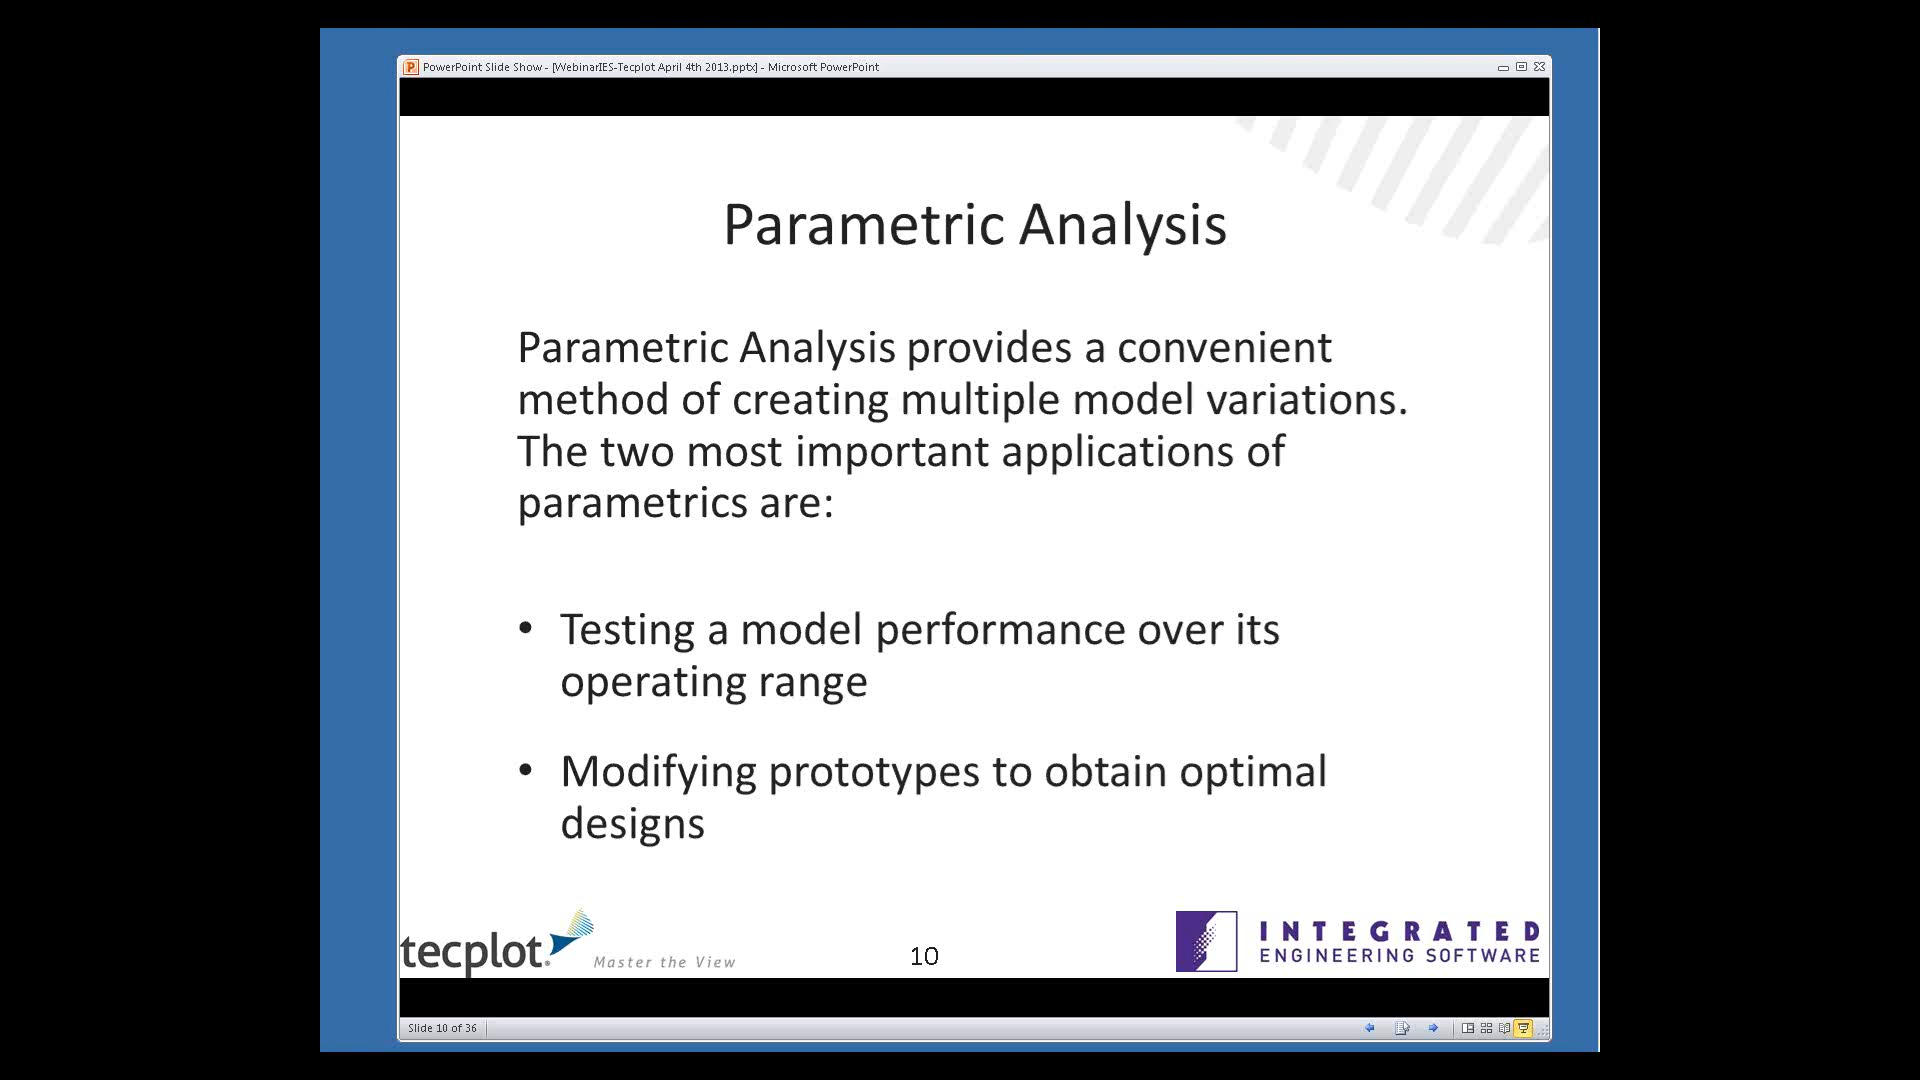 PowerPoint Slide Show - [WebinarIES-Tecplot April 4th 2013.pptx] - Microsoft PowerPoint
Parametric Analysis
Parametric Analysis provides a convenient
method of creating multiple model variations.
The two most important applications of
parametrics are:
• Testing a model performance over its
operating range
• Modifying prototypes to obtain optimal
designs
tecplot.
Master the View
10
INTEGRATED
ENGINEERING SOFTWARE
Slide 10 of 36